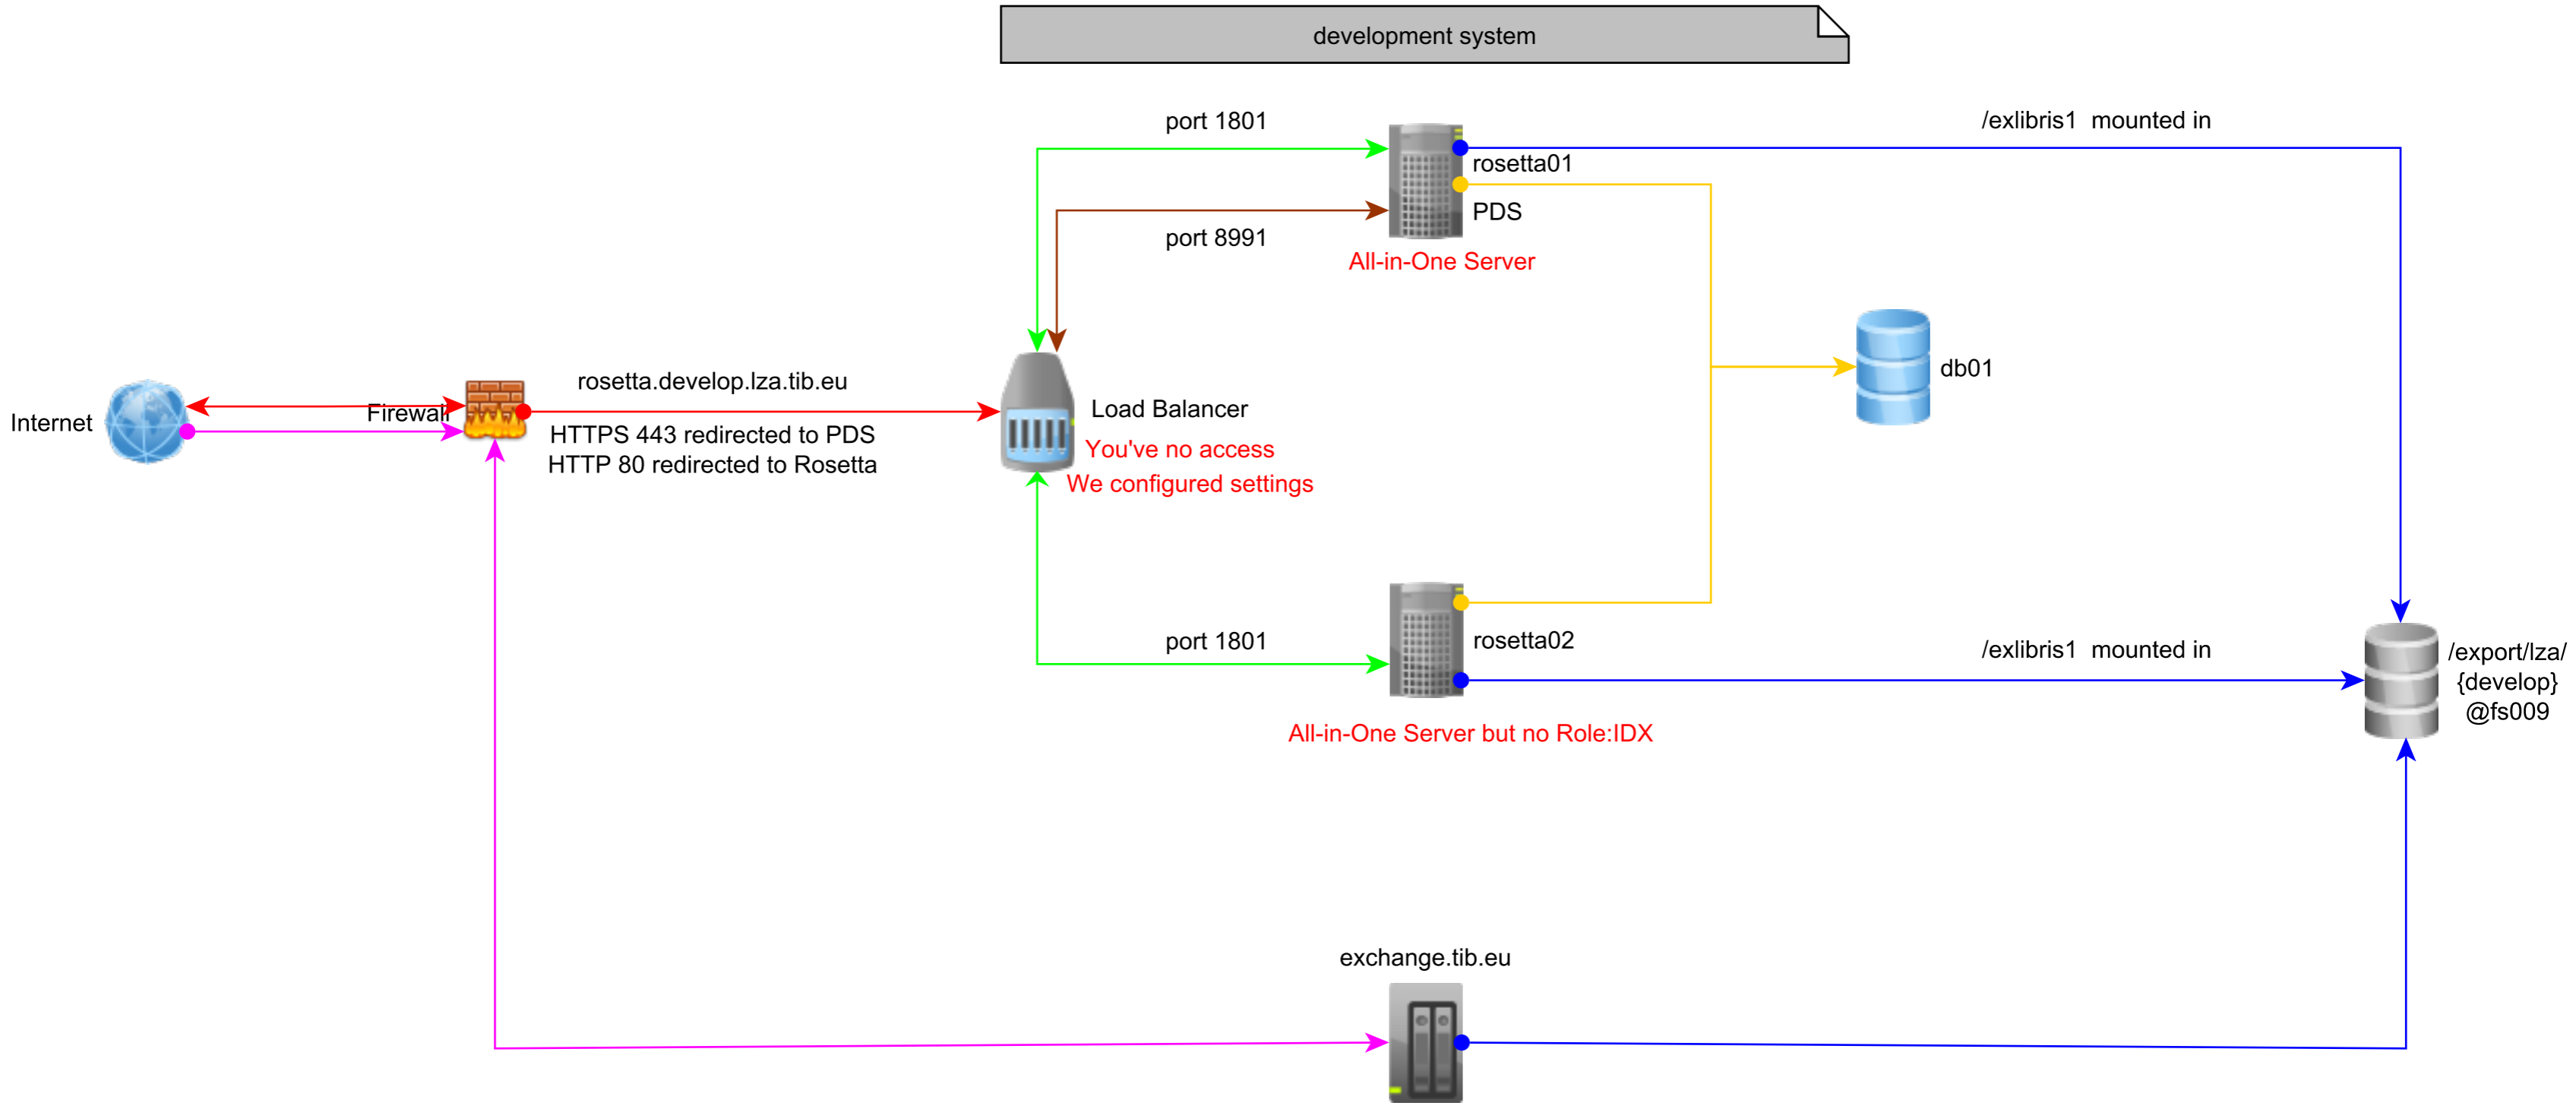 development system
port 1801
/exlibris1  mounted in
rosetta01
PDS
port 8991
All-in-One Server
db01
rosetta.develop.lza.tib.eu
Internet
Firewall
Load Balancer
HTTPS 443 redirected to PDS
HTTP 80 redirected to Rosetta
You've no access
We configured settings
port 1801
rosetta02
/exlibris1  mounted in
/export/lza/
{develop}
@fs009
All-in-One Server but no Role:IDX
exchange.tib.eu